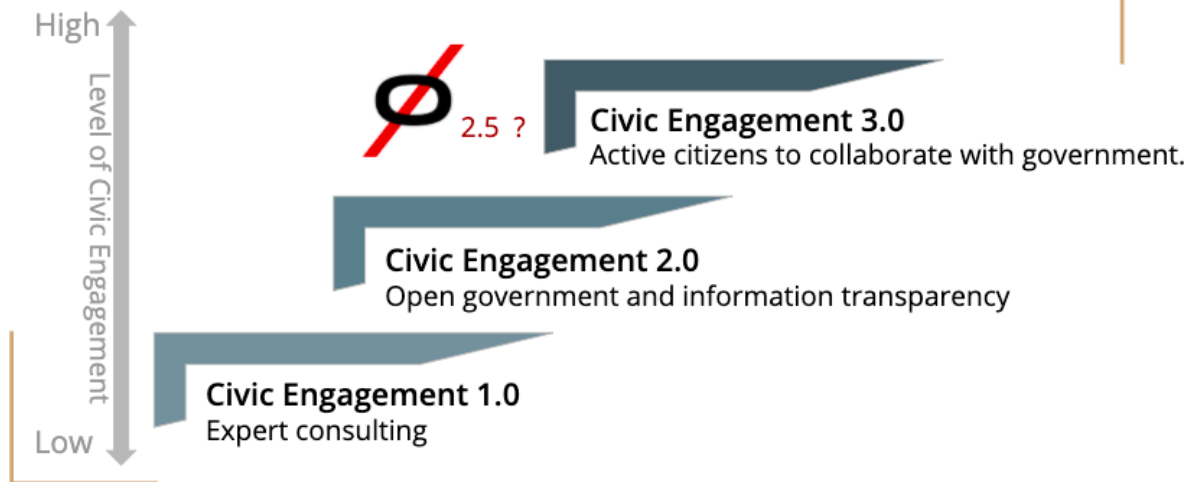 High
Level of Civic Engagement
Low
2.5 ?
Civic Engagement 3.0
Active citizens to collaborate with government.
Civic Engagement 2.0
Open government and information transparency
Civic Engagement 1.0
Expert consulting